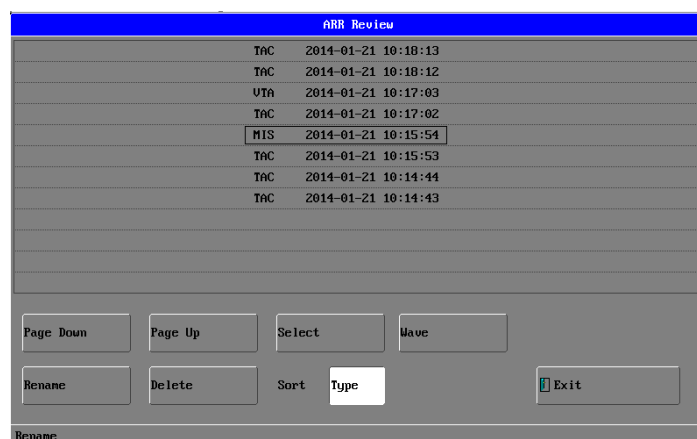 ARR Review
TAC 2014-01-21 10:18:13
TAC 2014-01-21 10:18:12
VTA 2014-01-21 10:17:03
TAC 2014-01-21 10:17:02
MIS 2014-01-21 10:15:54
TAC 2014-01-21 10:15:53
TAC 2014-01-21 10:14:44
TAC 2014-01-21 10:14:43
Page Down Page Up Select Wave
Rename Delete Sort Type Exit
Rename